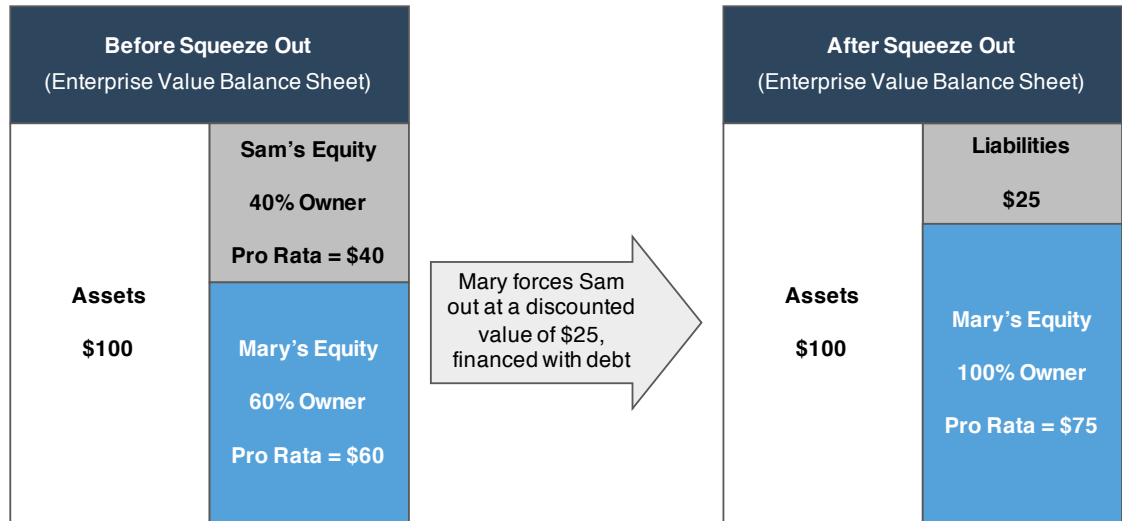 Before Squeeze Out
(Enterprise Value Balance Sheet)
Assets
$100
Sam's Equity
40% Owner
Pro Rata = $40
Mary's Equity
60% Owner
Pro Rata = $60
Mary forces Sam
out at a discounted
value of $25,
financed with debt
After Squeeze Out
(Enterprise Value Balance Sheet)
Assets
$100
Liabilities
$25
Mary's Equity
100% Owner
Pro Rata = $75